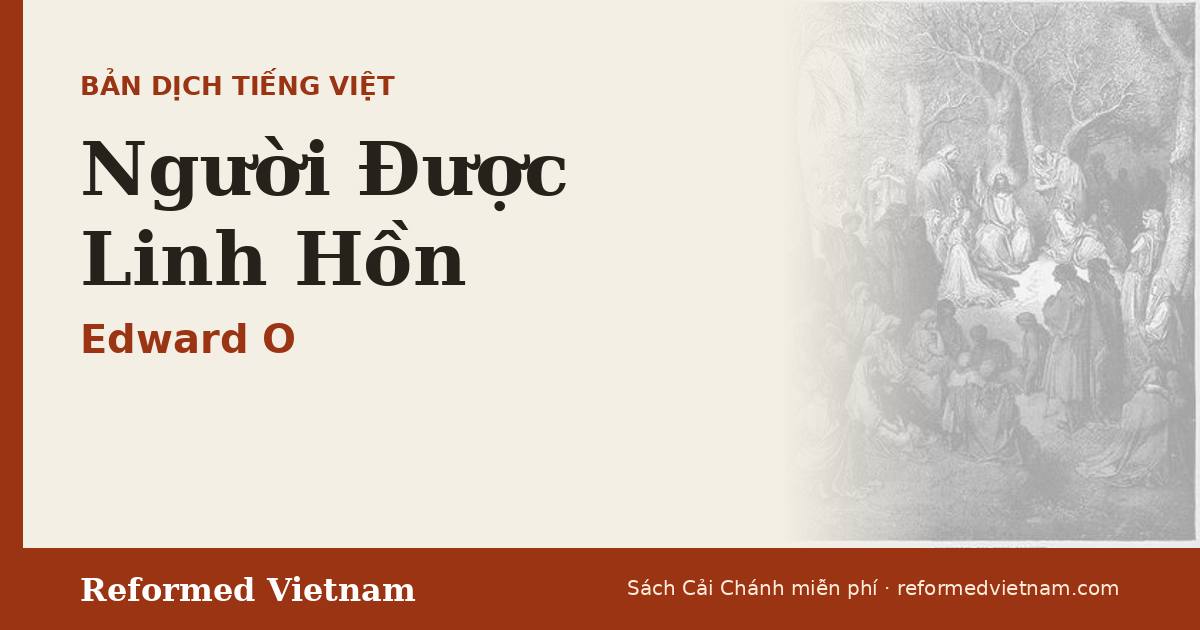 BẢN DỊCH TIẾNG VIỆT
Người Được
Linh Hồn
Edward O
Reformed Vietnam
Sách Cải Chánh miễn phí · reformedvietnam.com